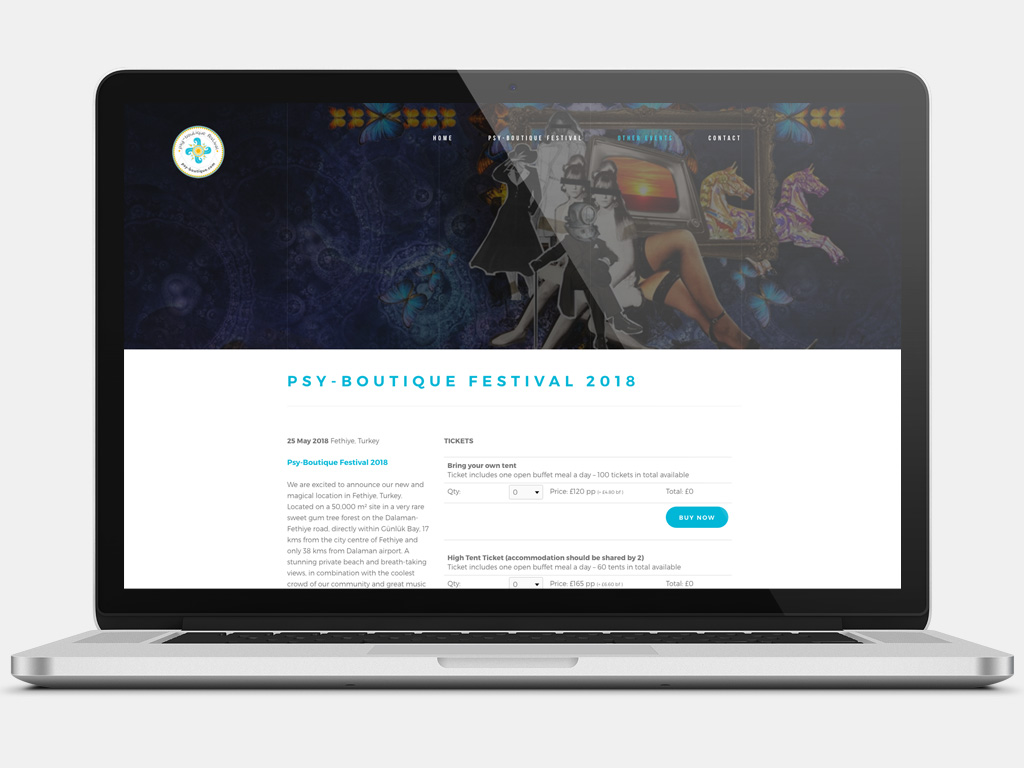 psy-boutique festival
psy-boutique.com
HOME PSY-BOUTIQUE FESTIVAL OTHER EVENTS CONTACT
PSY-BOUTIQUE FESTIVAL 2018
25 May 2018 Fethiye, Turkey
Psy-Boutique Festival 2018
We are excited to announce our new and
magical location in Fethiye, Turkey.
Located on a 50,000 m² site in a very rare
sweet gum tree forest on the Dalaman-
Fethiye road, directly within Günlük Bay, 17
kms from the city centre of Fethiye and
only 38 kms from Dalaman airport. A
stunning private beach and breath-taking
views, in combination with the coolest
crowd of our community and great music
TICKETS
Bring your own tent
Ticket includes one open buffet meal a day – 100 tickets in total available
Qty: 0 Price: £120 pp (+ £4.80 b.f.) Total: £0
BUY NOW
High Tent Ticket (accommodation should be shared by 2)
Ticket includes one open buffet meal a day – 60 tents in total available
Qty: 0 Price: £165 pp (+ £6.60 b.f.) Total: £0